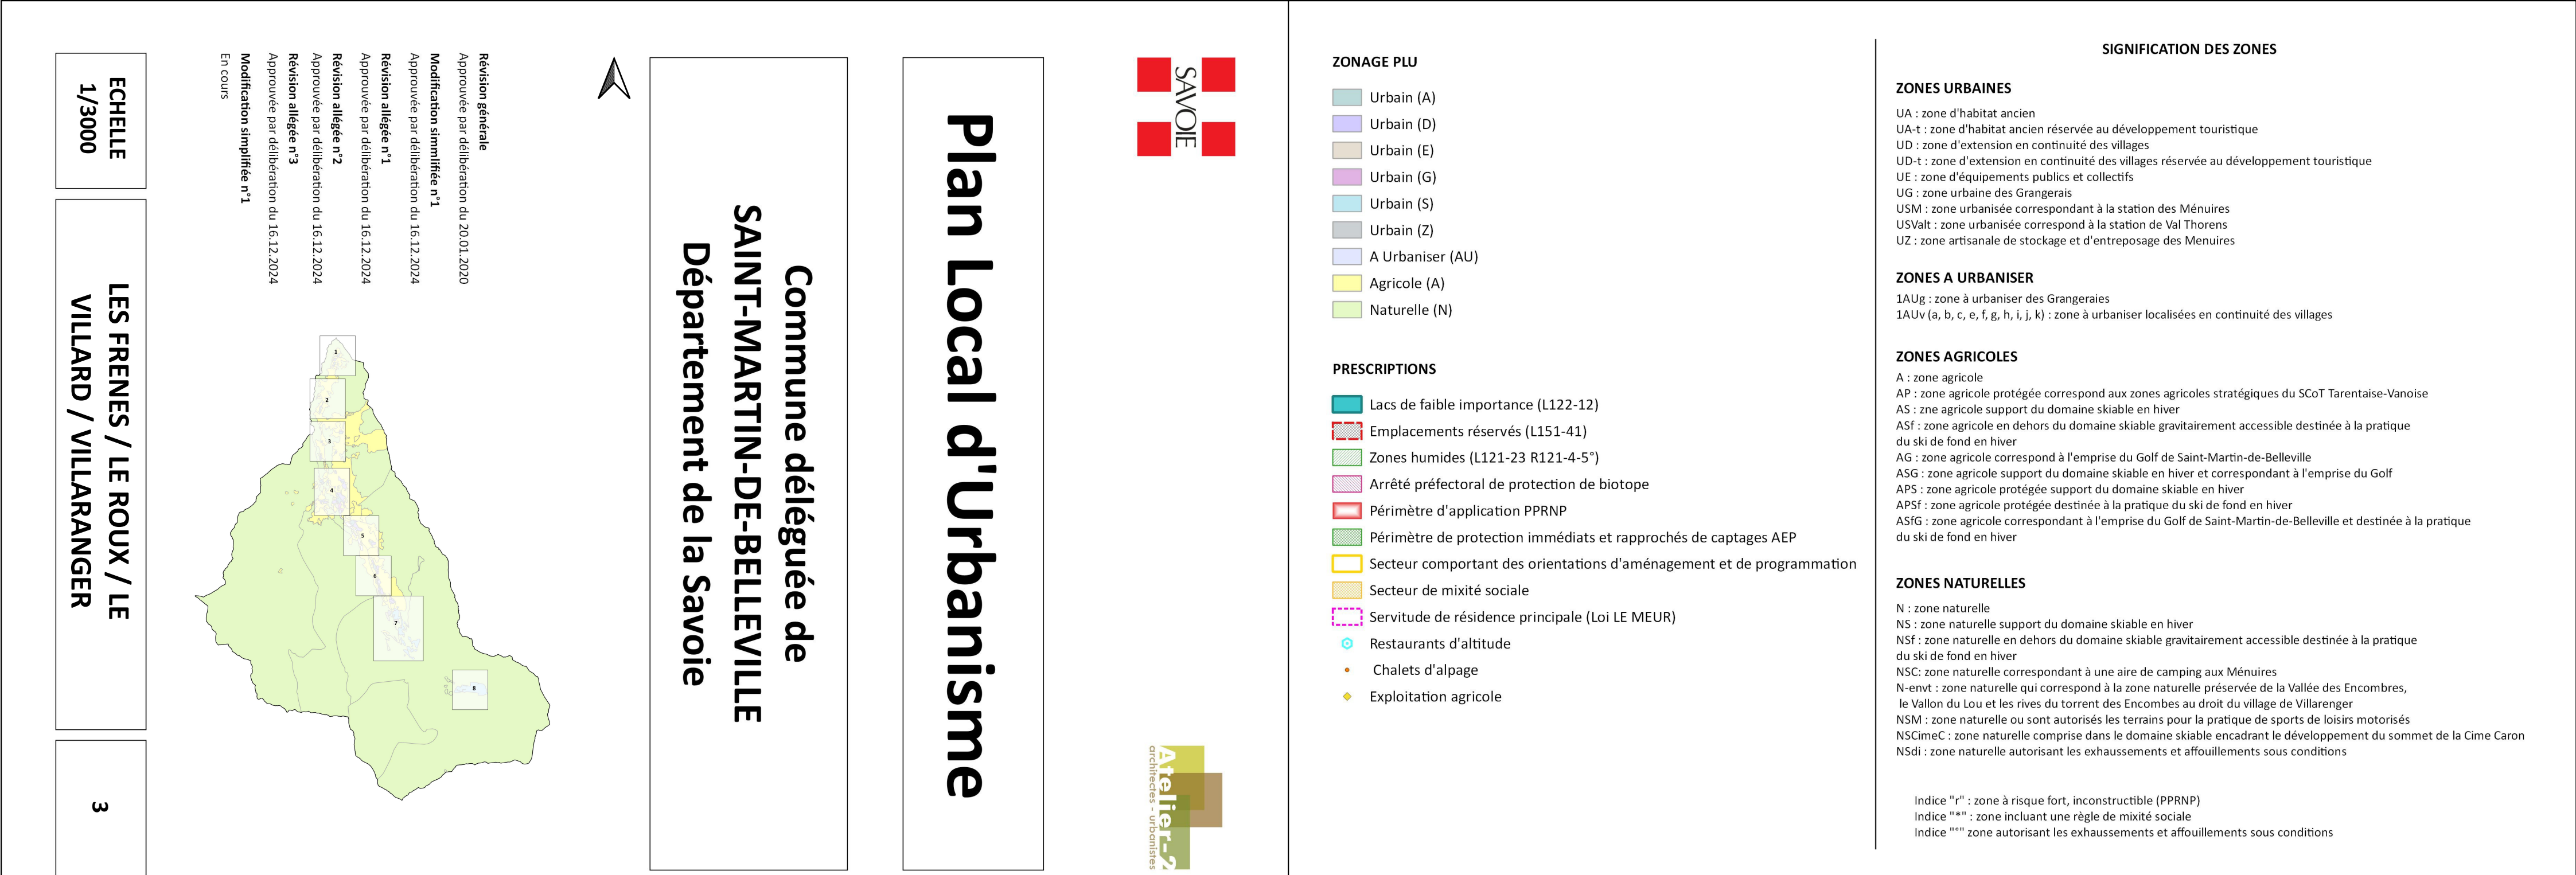 SAVOIE
Plan Local d'Urbanisme
Commune déléguée de
SAINT-MARTIN-DE-BELLEVILLE
Département de la Savoie
Révision générale
Approuvée par délibération du 20.01.2020
Modification simmlifiée n°1
Approuvée par délibération du 16.12.2024
Révision allégée n°1
Approuvée par délibération du 16.12.2024
Révision allégée n°2
Approuvée par délibération du 16.12.2024
Révision allégée n°3
Approuvée par délibération du 16.12.2024
Modification simplifiée n°1
En cours
1
2
3
4
5
6
7
8
ECHELLE
1/3000
LES FRENES / LE ROUX / LE
VILLARD / VILLARANGER
3
Atelier-2
architectes - urbanistes
ZONAGE PLU
Urbain (A)
Urbain (D)
Urbain (E)
Urbain (G)
Urbain (S)
Urbain (Z)
A Urbaniser (AU)
Agricole (A)
Naturelle (N)
PRESCRIPTIONS
Lacs de faible importance (L122-12)
Emplacements réservés (L151-41)
Zones humides (L121-23 R121-4-5°)
Arrêté préfectoral de protection de biotope
Périmètre d'application PPRNP
Périmètre de protection immédiats et rapprochés de captages AEP
Secteur comportant des orientations d'aménagement et de programmation
Secteur de mixité sociale
Servitude de résidence principale (Loi LE MEUR)
Restaurants d'altitude
Chalets d'alpage
Exploitation agricole
SIGNIFICATION DES ZONES
ZONES URBAINES
UA : zone d'habitat ancien
UA-t : zone d'habitat ancien réservée au développement touristique
UD : zone d'extension en continuité des villages
UD-t : zone d'extension en continuité des villages réservée au développement touristique
UE : zone d'équipements publics et collectifs
UG : zone urbaine des Grangerais
USM : zone urbanisée correspondant à la station des Ménuires
USValt : zone urbanisée correspond à la station de Val Thorens
UZ : zone artisanale de stockage et d'entreposage des Menuires
ZONES A URBANISER
1AUg : zone à urbaniser des Grangeraies
1AUv (a, b, c, e, f, g, h, i, j, k) : zone à urbaniser localisées en continuité des villages
ZONES AGRICOLES
A : zone agricole
AP : zone agricole protégée correspond aux zones agricoles stratégiques du SCoT Tarentaise-Vanoise
AS : zne agricole support du domaine skiable en hiver
ASf : zone agricole en dehors du domaine skiable gravitairement accessible destinée à la pratique
du ski de fond en hiver
AG : zone agricole correspond à l'emprise du Golf de Saint-Martin-de-Belleville
ASG : zone agricole support du domaine skiable en hiver et correspondant à l'emprise du Golf
APS : zone agricole protégée support du domaine skiable en hiver
APSf : zone agricole protégée destinée à la pratique du ski de fond en hiver
ASfG : zone agricole correspondant à l'emprise du Golf de Saint-Martin-de-Belleville et destinée à la pratique
du ski de fond en hiver
ZONES NATURELLES
N : zone naturelle
NS : zone naturelle support du domaine skiable en hiver
NSf : zone naturelle en dehors du domaine skiable gravitairement accessible destinée à la pratique
du ski de fond en hiver
NSC: zone naturelle correspondant à une aire de camping aux Ménuires
N-envt : zone naturelle qui correspond à la zone naturelle préservée de la Vallée des Encombres,
le Vallon du Lou et les rives du torrent des Encombes au droit du village de Villarenger
NSM : zone naturelle ou sont autorisés les terrains pour la pratique de sports de loisirs motorisés
NSCimeC : zone naturelle comprise dans le domaine skiable encadrant le développement du sommet de la Cime Caron
NSdi : zone naturelle autorisant les exhaussements et affouillements sous conditions
Indice "r" : zone à risque fort, inconstructible (PPRNP)
Indice "*" : zone incluant une règle de mixité sociale
Indice "°" zone autorisant les exhaussements et affouillements sous conditions